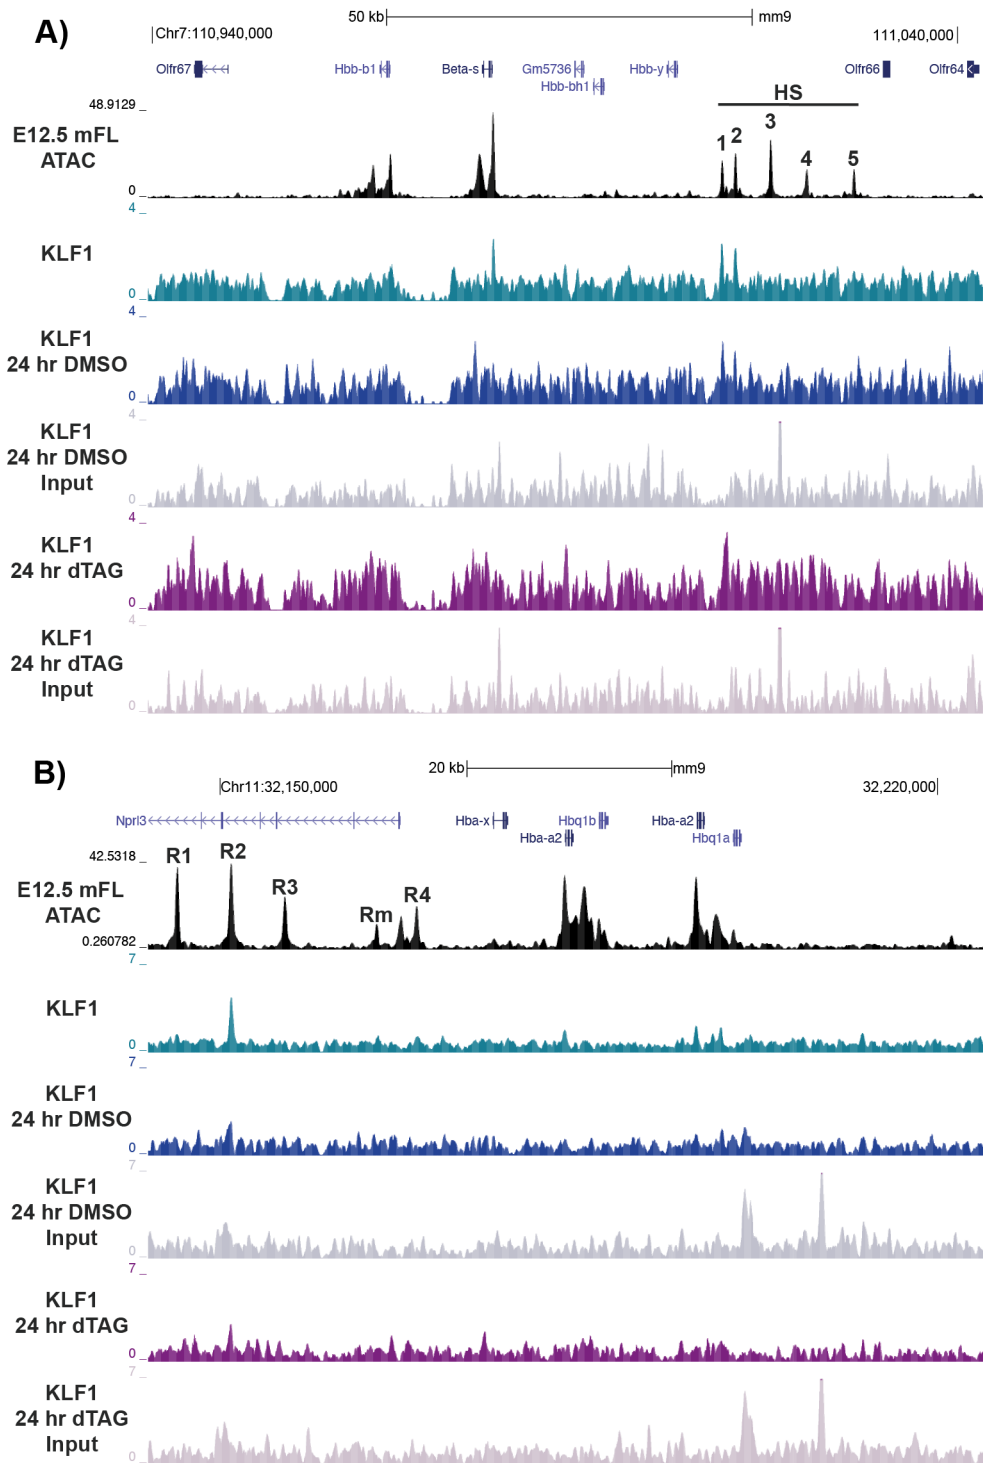 A)
50 kb
mm9
Chr7:110,940,000
111,040,000
Olfr67
Hbb-b1
Beta-s
Gm5736
Hbb-y
Olfr66
Olfr64
Hbb-bh1
HS
48.9129
E12.5 mFL
ATAC
0
1
2
3
4
5
4
KLF1
0
4
KLF1
24 hr DMSO
0
4
KLF1
24 hr DMSO
Input
0
4
KLF1
24 hr dTAG
0
4
KLF1
24 hr dTAG
Input
0
B)
20 kb
mm9
Chr11:32,150,000
32,220,000
Nprl3
Hba-x
Hbq1b
Hba-a2
Hba-a2
Hbq1a
42.5318
E12.5 mFL
ATAC
0.260782
R1
R2
R3
Rm
R4
7
KLF1
0
7
KLF1
24 hr DMSO
0
7
KLF1
24 hr DMSO
Input
0
7
KLF1
24 hr dTAG
0
7
KLF1
24 hr dTAG
Input
0